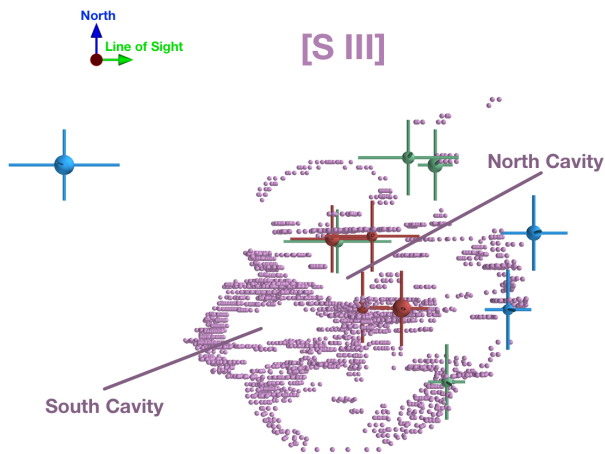 North
Line of Sight
[S III]
North Cavity
South Cavity